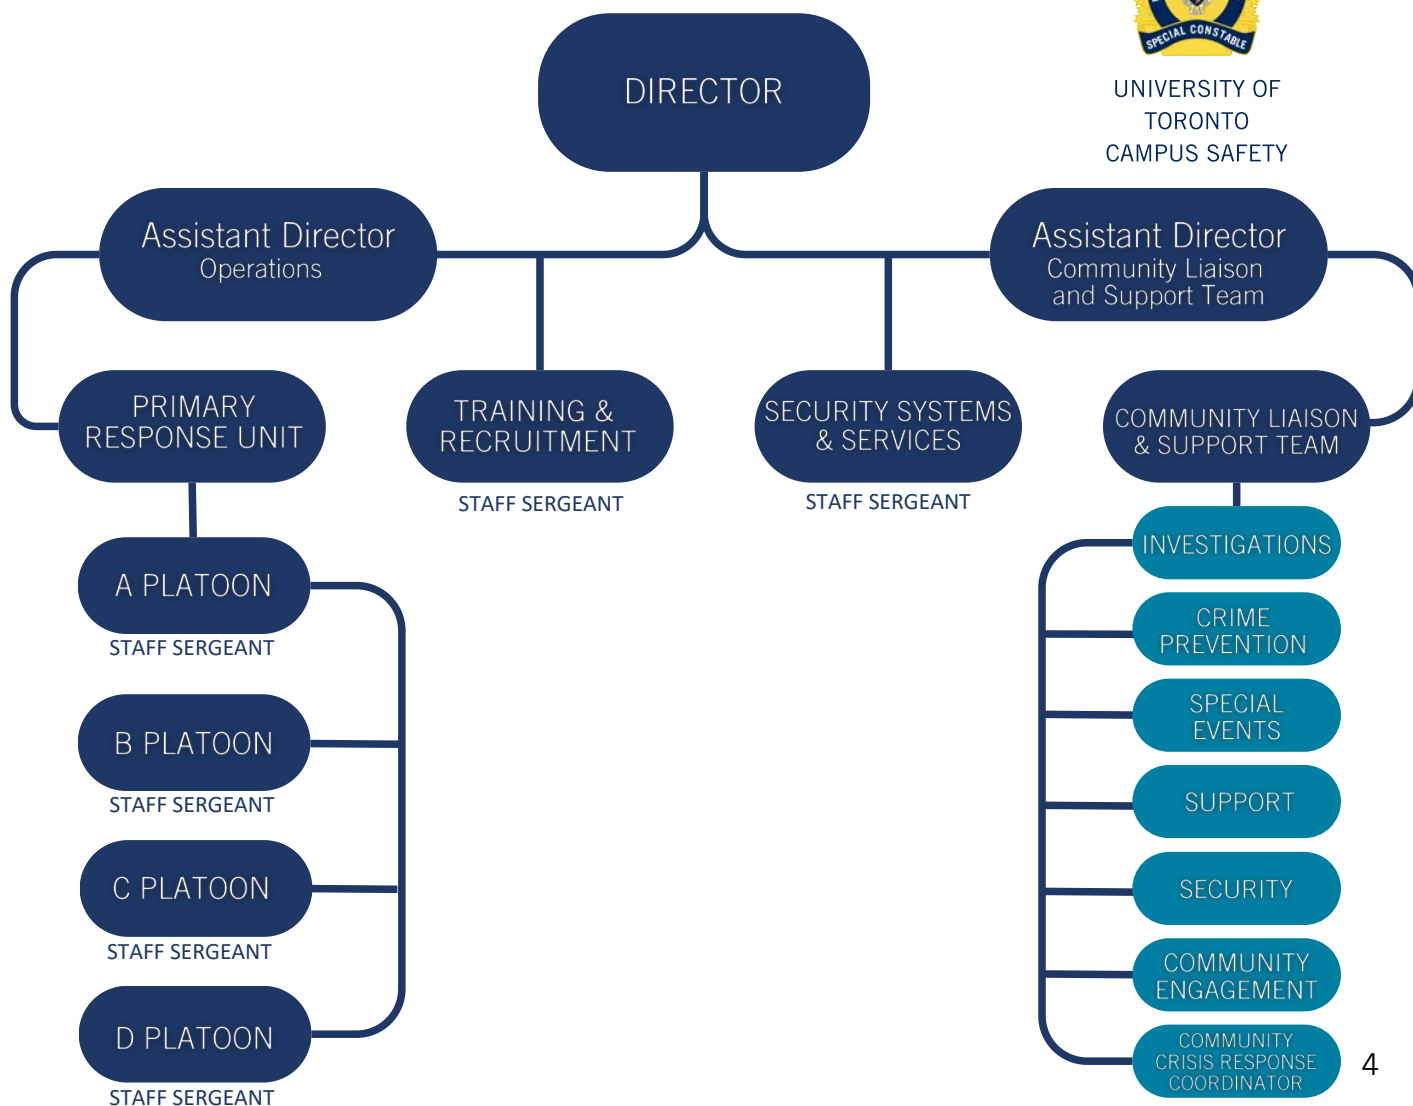 SPECIAL CONSTABLE
UNIVERSITY OF
TORONTO
CAMPUS SAFETY
DIRECTOR
Assistant Director
Operations
Assistant Director
Community Liaison
and Support Team
PRIMARY
RESPONSE UNIT
TRAINING &
RECRUITMENT
STAFF SERGEANT
SECURITY SYSTEMS
& SERVICES
STAFF SERGEANT
COMMUNITY LIAISON
& SUPPORT TEAM
A PLATOON
STAFF SERGEANT
B PLATOON
STAFF SERGEANT
C PLATOON
STAFF SERGEANT
D PLATOON
STAFF SERGEANT
INVESTIGATIONS
CRIME
PREVENTION
SPECIAL
EVENTS
SUPPORT
SECURITY
COMMUNITY
ENGAGEMENT
COMMUNITY
CRISIS RESPONSE
COORDINATOR
4